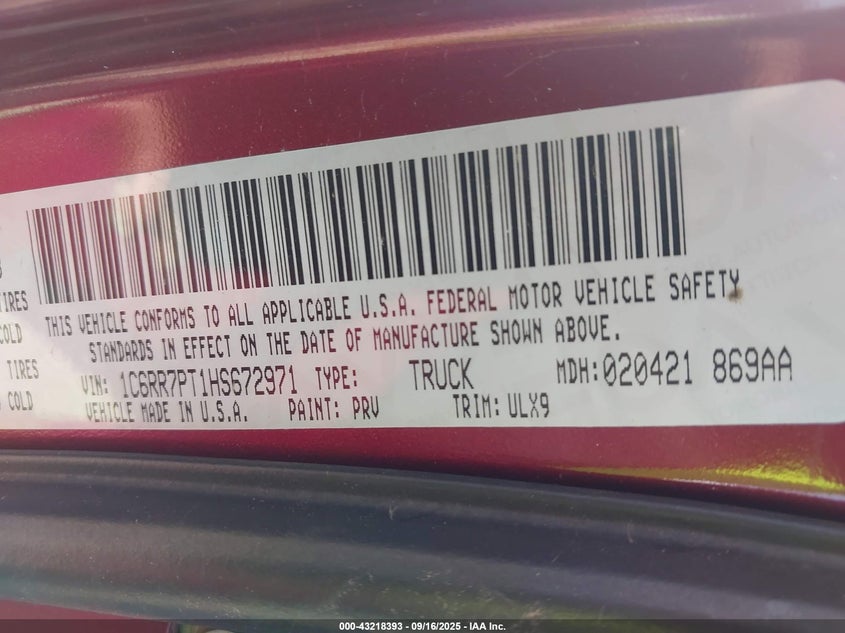 TIRES
COLD
TIRES
COLD
THIS VEHICLE CONFORMS TO ALL APPLICABLE U.S.A. FEDERAL MOTOR VEHICLE SAFETY
STANDARDS IN EFFECT ON THE DATE OF MANUFACTURE SHOWN ABOVE.
VIN: 1C6RR7PT1HS672971 TYPE: TRUCK MDH:020421 869AA
VEHICLE MADE IN U.S.A. PAINT: PRV TRIM: ULX9
000-43218393 - 09/16/2025 - IAA Inc.